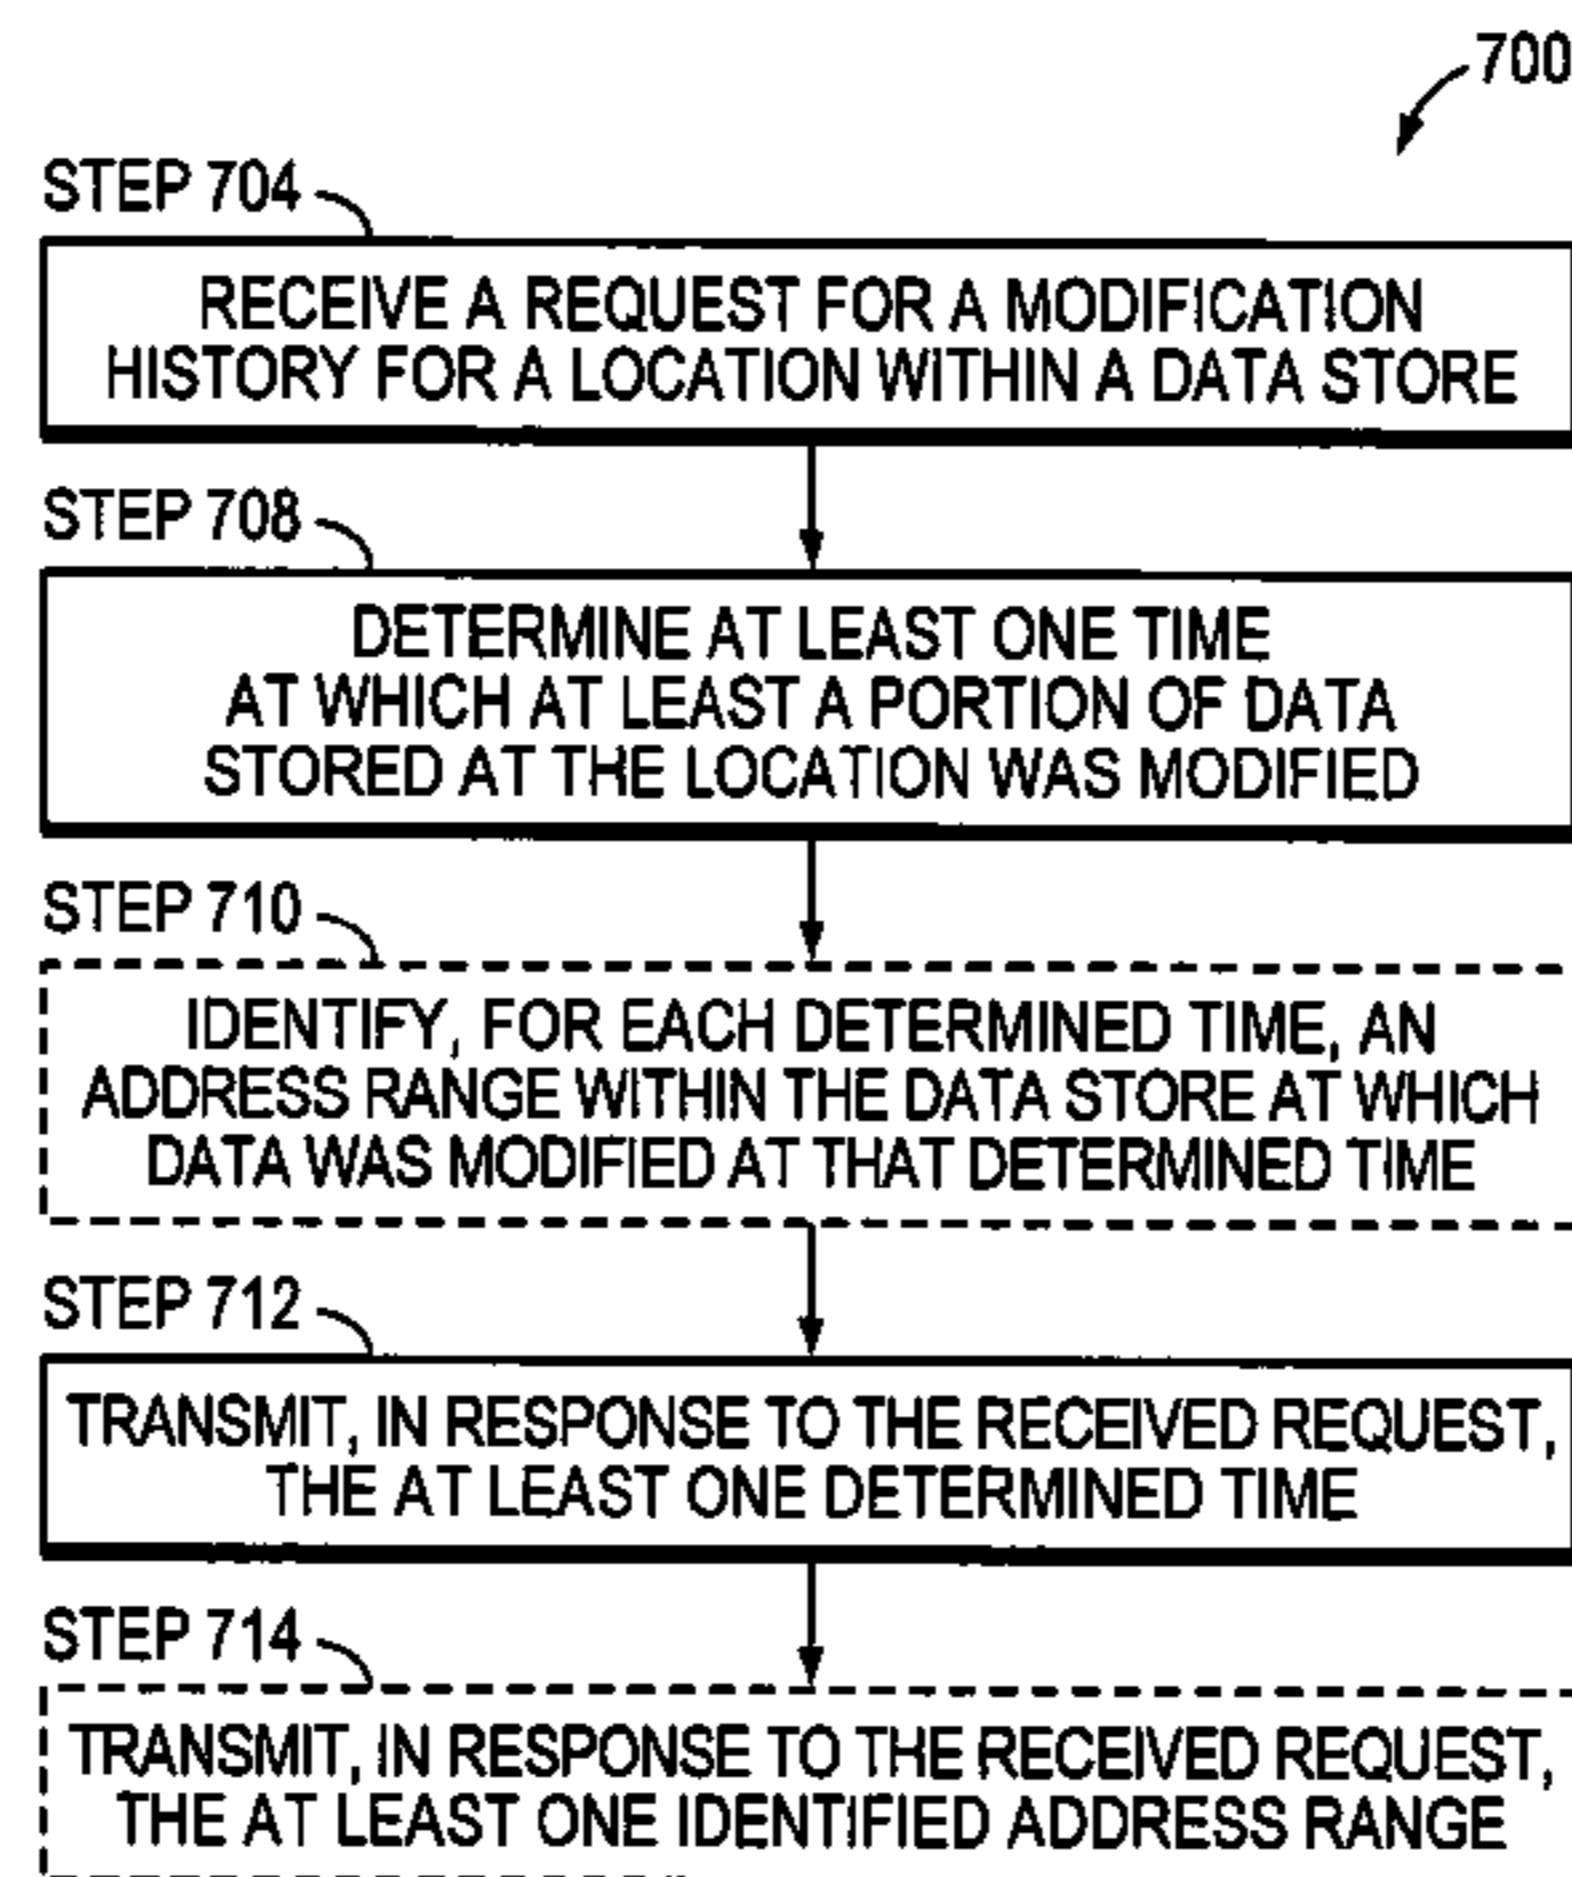 700
STEP 704
RECEIVE A REQUEST FOR A MODIFICATION
HISTORY FOR A LOCATION WITHIN A DATA STORE
STEP 708
DETERMINE AT LEAST ONE TIME
AT WHICH AT LEAST A PORTION OF DATA
STORED AT THE LOCATION WAS MODIFIED
STEP 710
IDENTIFY, FOR EACH DETERMINED TIME, AN
ADDRESS RANGE WITHIN THE DATA STORE AT WHICH
DATA WAS MODIFIED AT THAT DETERMINED TIME
STEP 712
TRANSMIT, IN RESPONSE TO THE RECEIVED REQUEST,
THE AT LEAST ONE DETERMINED TIME
STEP 714
TRANSMIT, IN RESPONSE TO THE RECEIVED REQUEST,
THE AT LEAST ONE IDENTIFIED ADDRESS RANGE